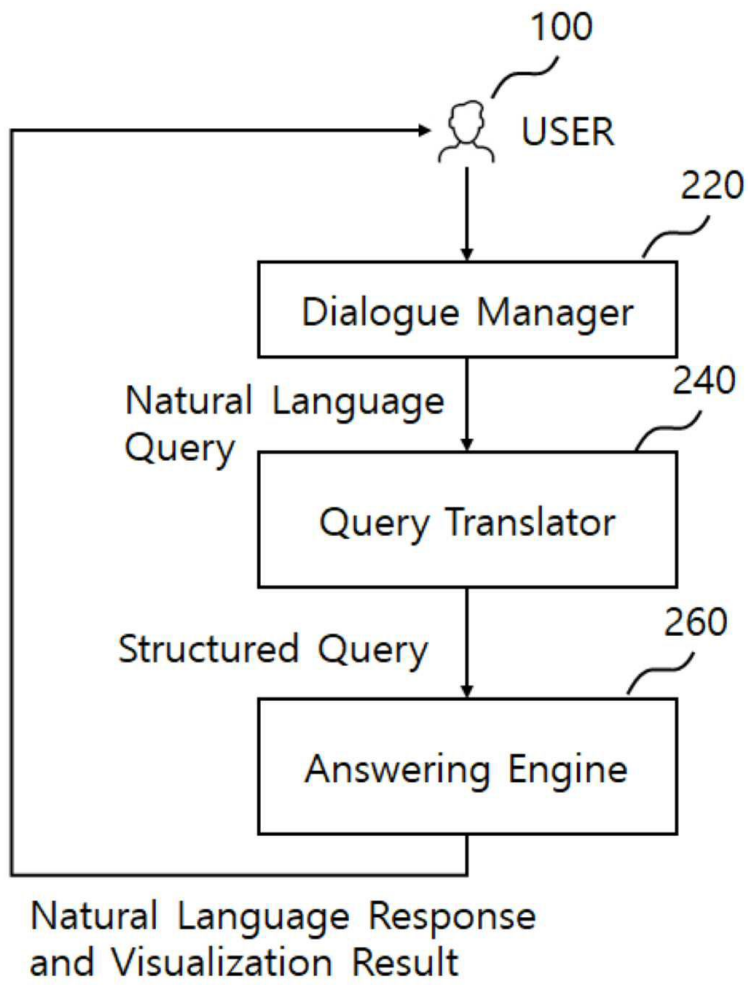 100
USER
220
Dialogue Manager
240
Natural Language
Query
Query Translator
260
Structured Query
Answering Engine
Natural Language Response
and Visualization Result